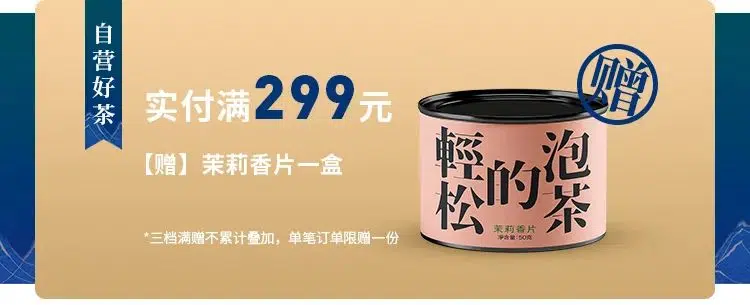 自营好茶
实付满299元
【赠】茉莉香片一盒
*三档满赠不累计叠加，单笔订单限赠一份
赠
輕松
的
泡茶
茉莉香片
净含量:50克